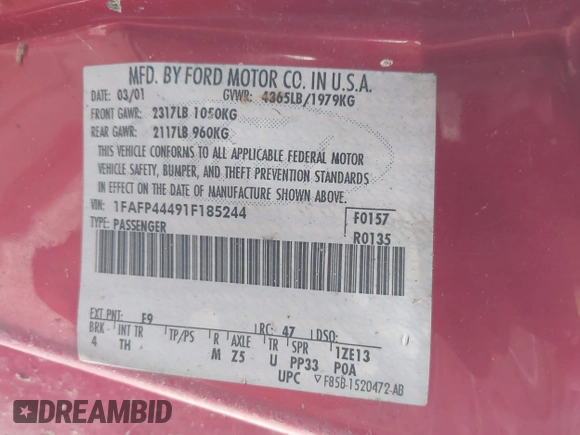 MFD. BY FORD MOTOR CO. IN U.S.A.
DATE: 03/01 GVWR: 4365LB/1979KG
FRONT GAWR: 2317LB 1050KG
REAR GAWR: 2117LB 960KG
THIS VEHICLE CONFORMS TO ALL APPLICABLE FEDERAL MOTOR
VEHICLE SAFETY, BUMPER, AND THEFT PREVENTION STANDARDS
IN EFFECT ON THE DATE OF MANUFACTURE SHOWN ABOVE.
VIN: 1FAFP44491F185244 F0157
TYPE: PASSENGER R0135
EXT PNT: E9 RC: 47 DSO:
BRK INT TR TP/PS R AXLE TR SPR 1ZE13
4 TH M Z5 U PP33 P0A
UPC ▽F85B-1520472-AB
DREAMBID